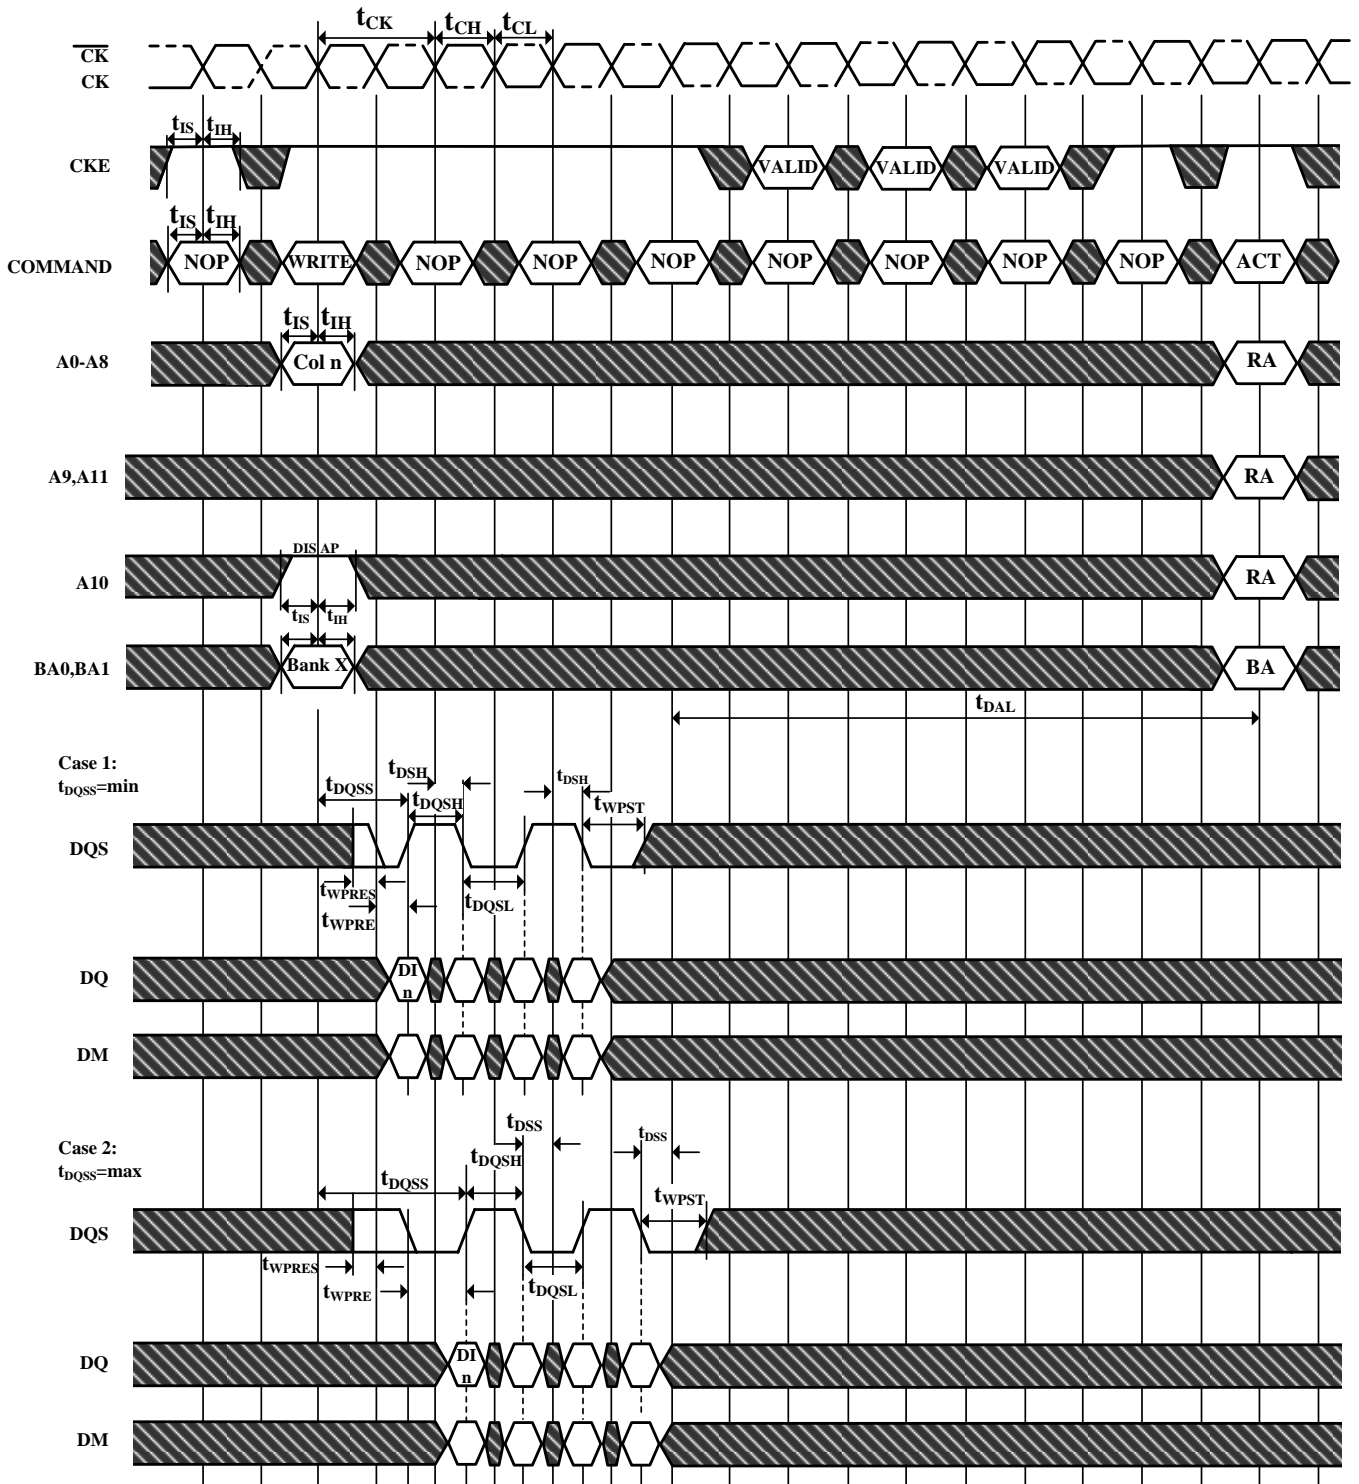 tCK tCH tCL
CK
CK
tIS tIH
CKE VALID VALID VALID
tIS tIH
COMMAND NOP WRITE NOP NOP NOP NOP NOP NOP NOP ACT
tIS tIH
A0-A8 Col n RA
A9,A11 RA
DIS AP
A10 RA
tIS tIH
BA0,BA1 Bank X BA
tDAL
Case 1:
tDQSS=min
tDSH tDSH
tDQSS tDQSH tWPST
DQS
tWPRES
tWPRE tDQSL
DQ DI
n
DM
Case 2:
tDQSS=max
tDSS tDSS
tDQSS tDQSH tWPST
DQS
tWPRES
tWPRE tDQSL
DQ DI
n
DM